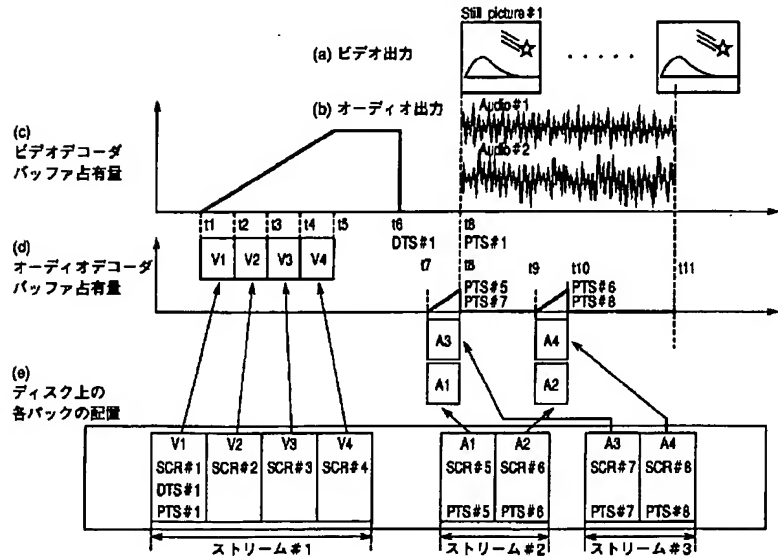 Still picture#1
(a) ビデオ出力
(b) オーディオ出力
Audio#1
Audio#2
(c)
ビデオデコーダ
バッファ占有量
t1 t2 t3 t4 t5 t6 t8
DTS#1 PTS#1
V1 V2 V3 V4
(d)
オーディオデコーダ
バッファ占有量
t7 t8 t9 t10 t11
PTS#5 PTS#6
PTS#7 PTS#8
A3 A4
A1 A2
(e)
ディスク上の
各パックの配置
V1 V2 V3 V4 A1 A2 A3 A4
SCR#1 SCR#2 SCR#3 SCR#4 SCR#5 SCR#6 SCR#7 SCR#8
DTS#1
PTS#1 PTS#5 PTS#6 PTS#7 PTS#8
ストリーム#1 ストリーム#2 ストリーム#3